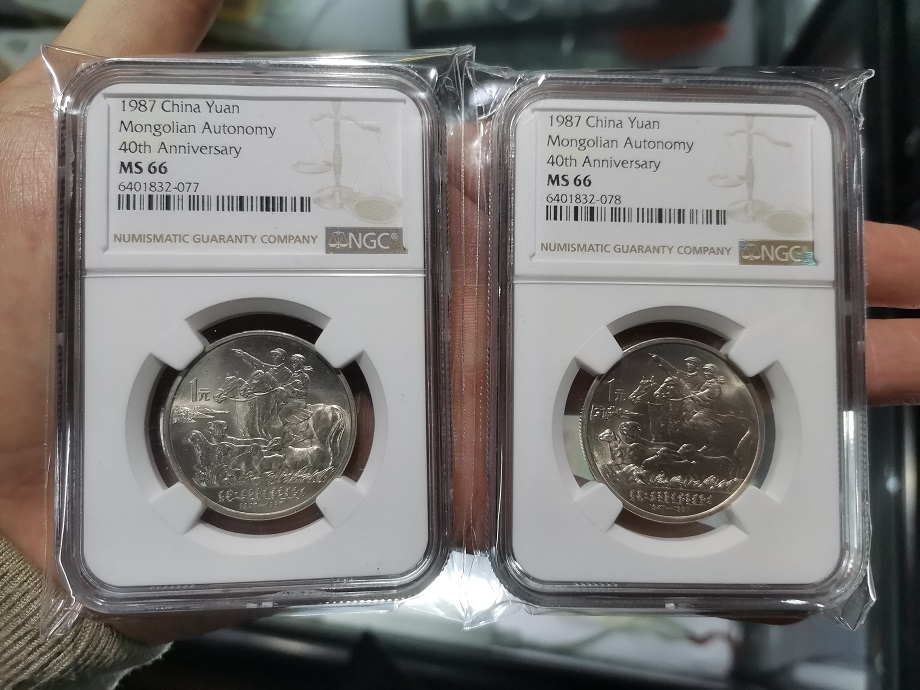 1987 China Yuan
Mongolian Autonomy
40th Anniversary
MS 66
6401832-077
NUMISMATIC GUARANTY COMPANY NGC®
1元
1987 China Yuan
Mongolian Autonomy
40th Anniversary
MS 66
6401832-078
NUMISMATIC GUARANTY COMPANY NGC
1元